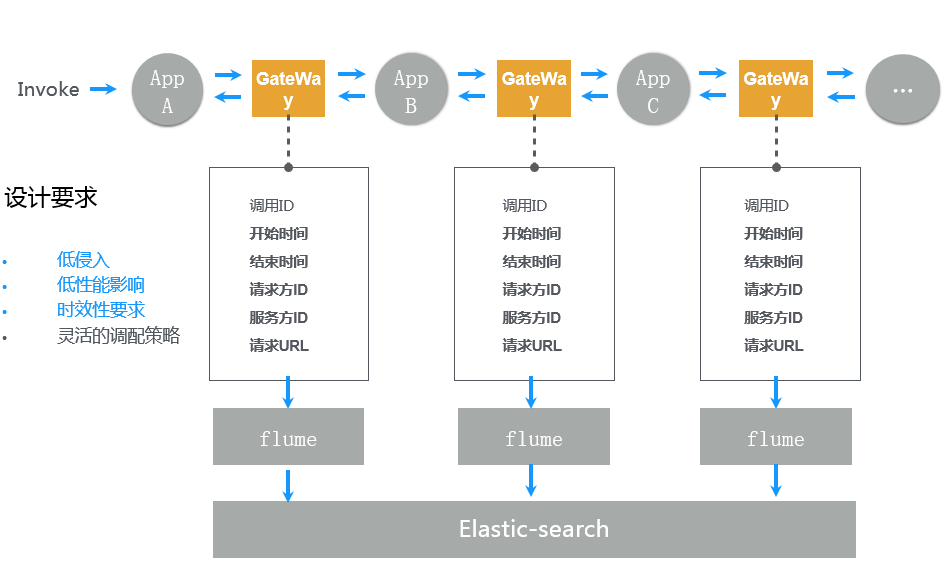 Invoke
App
A
GateWa
y
App
B
GateWa
y
App
C
GateWa
y
...
设计要求
• 低侵入
• 低性能影响
• 时效性要求
• 灵活的调配策略
调用ID
开始时间
结束时间
请求方ID
服务方ID
请求URL
调用ID
开始时间
结束时间
请求方ID
服务方ID
请求URL
调用ID
开始时间
结束时间
请求方ID
服务方ID
请求URL
flume
flume
flume
Elastic-search